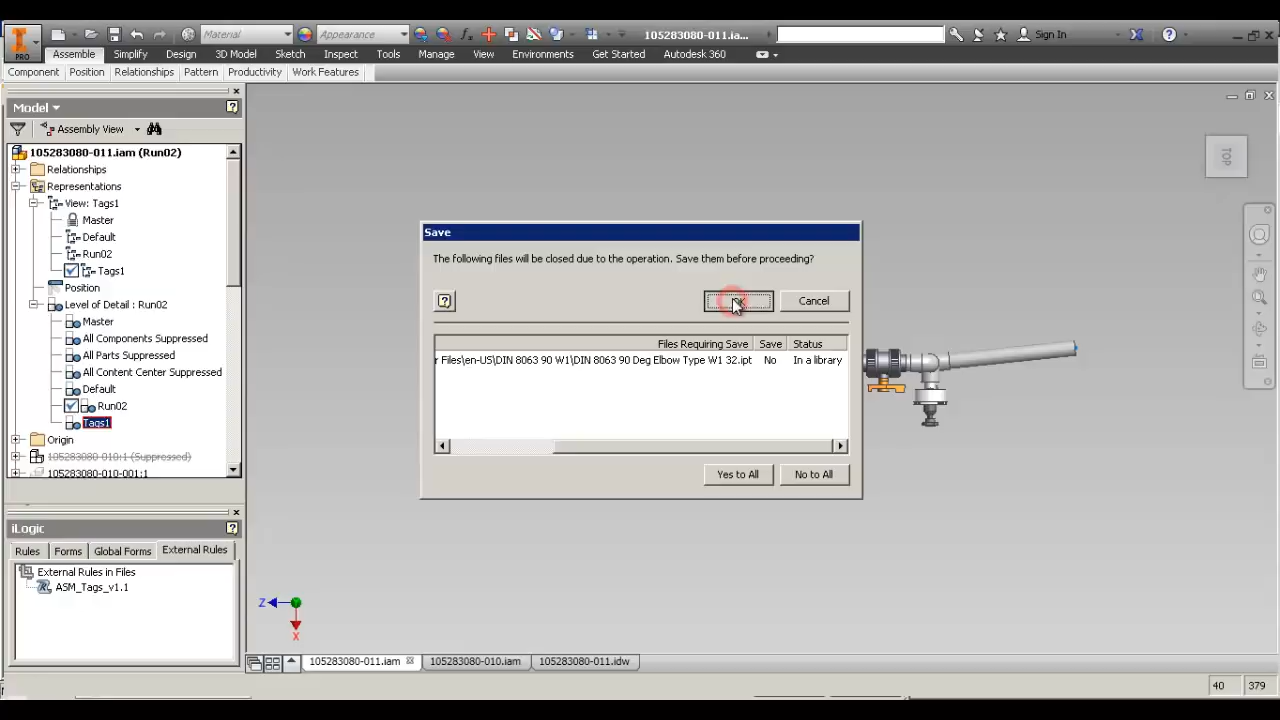 Material
Appearance
105283080-011.ia...
Sign In
PRO
Assemble Simplify Design 3D Model Sketch Inspect Tools Manage View Environments Get Started Autodesk 360
Component Position Relationships Pattern Productivity Work Features
Model
Assembly View
105283080-011.iam (Run02)
Relationships
Representations
View: Tags1
Master
Default
Run02
Tags1
Position
Level of Detail : Run02
Master
All Components Suppressed
All Parts Suppressed
All Content Center Suppressed
Default
Run02
Tags1
Origin
105283080-010:1 (Suppressed)
105283080-010-001:1
iLogic
Rules Forms Global Forms External Rules
External Rules in Files
ASM_Tags_v1.1
TOP
Save
The following files will be closed due to the operation. Save them before proceeding?
Cancel
Files Requiring Save Save Status
r Files\en-US\DIN 8063 90 W1\DIN 8063 90 Deg Elbow Type W1 32.ipt No In a library
Yes to All No to All
Z
X
105283080-011.iam 105283080-010.iam 105283080-011.idw
40 379